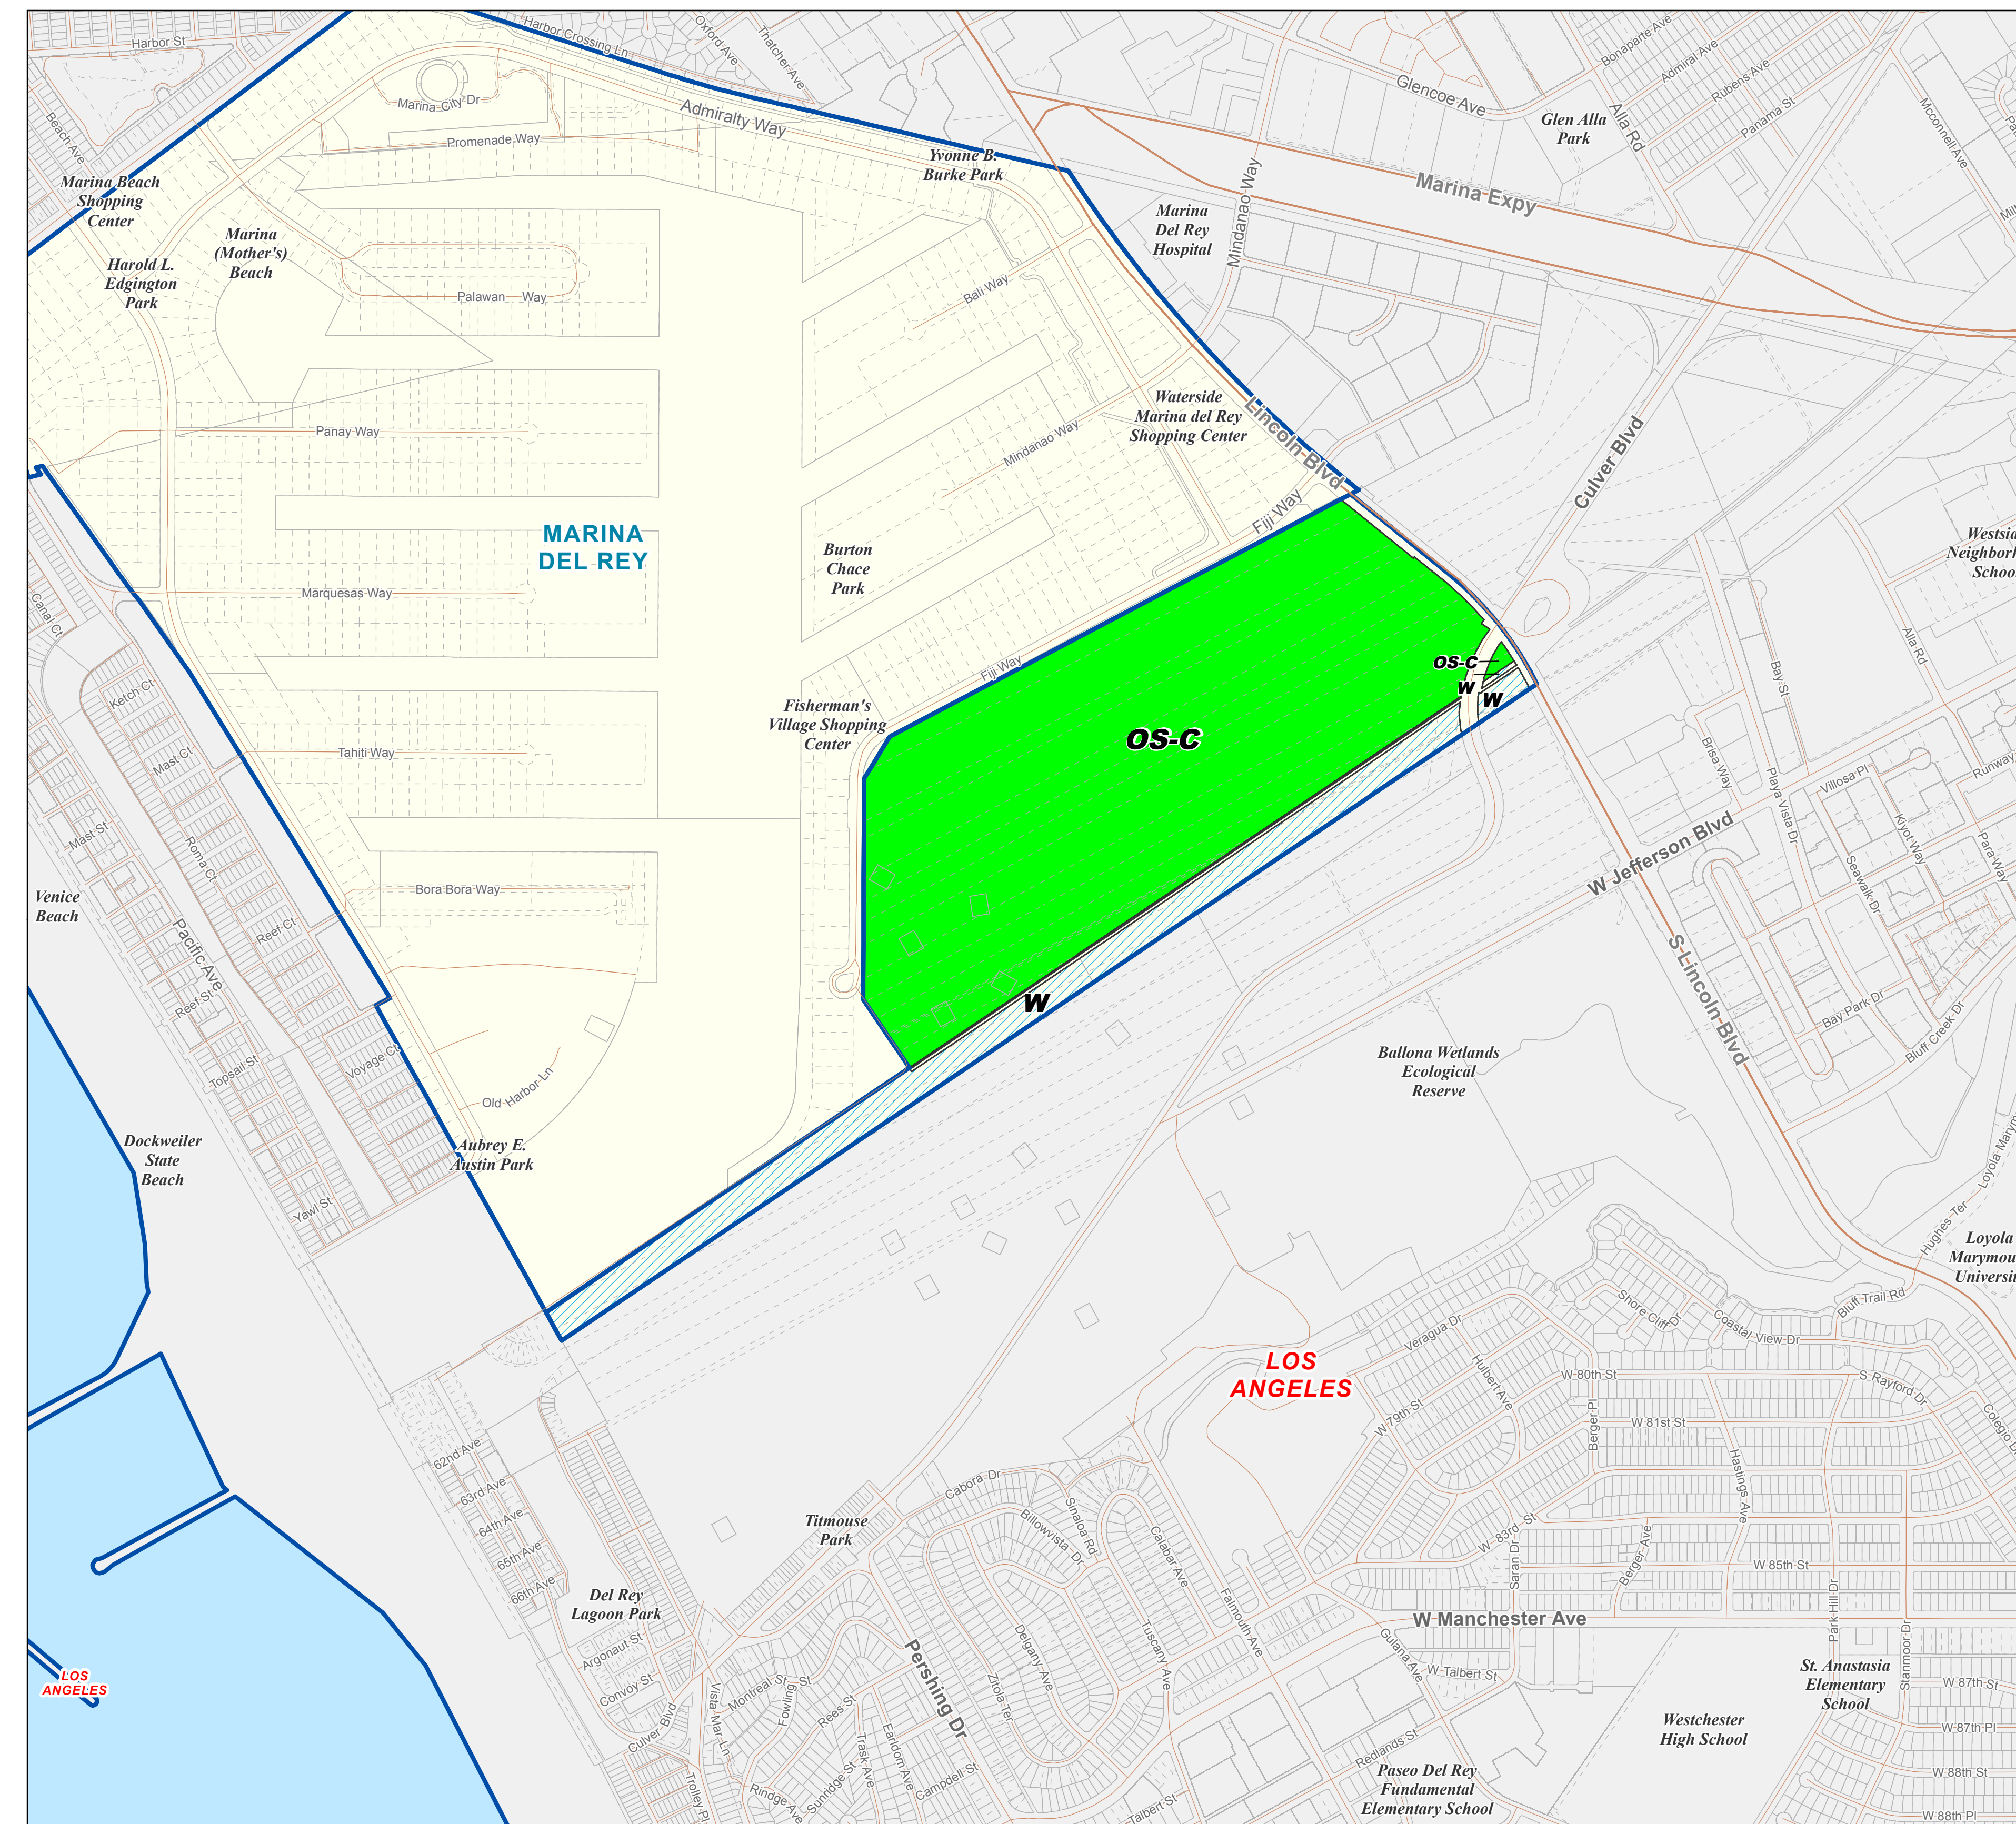 Harbor St
Harbor Crossing Ln
Oxford Ave
Thatcher Ave
Bonaparte Ave
Admiralty Way
Marina City Dr
Promenade Way
Glencoe Ave
Glen Alla
Park
Alla Rd
Admiral Ave
Rubens Ave
Panama St
Mcconnell Ave
Beach Ave
Marina Beach
Shopping
Center
Yvonne B.
Burke Park
Marina Expy
Mindanao Way
Marina
Del Rey
Hospital
Marina
(Mother's)
Beach
Harold L.
Edgington
Park
Palawan Way
Bali Way
Waterside
Marina del Rey
Shopping Center
Lincoln Blvd
Culver Blvd
Panay Way
Mindanao Way
Fiji Way
MARINA
DEL REY
Burton
Chace
Park
Marquesas Way
Canal Ct
Fiji Way
OS-C
W
W
Alla Rd
Bay St
Ketch Ct
Mast Ct
Tahiti Way
Fisherman's
Village Shopping
Center
OS-C
Brisa Way
Playa Vista Dr
Villosa Pl
Runway
Mast St
Roma Ct
W Jefferson Blvd
Kiyot Way
Para Way
Seawalk Dr
Venice
Beach
Bora Bora Way
Pacific Ave
Reef Ct
Reef St
W
S Lincoln Blvd
Bay Park Dr
Bluff Creek Dr
Topsail St
Voyage Ct
Old Harbor Ln
Ballona Wetlands
Ecological
Reserve
Dockweiler
State
Beach
Aubrey E.
Austin Park
Yawl St
Hughes Ter
Shore Cliff Dr
Bluff Trail Rd
Coastal View Dr
Veragua Dr
LOS
ANGELES
Hulbert Ave
W 80th St
S Rayford Dr
W 79th St
Berger Pl
W 81st St
Hastings Ave
62nd Ave
63rd Ave
64th Ave
65th Ave
66th Ave
Cabora Dr
Sinaloa Rd
Billowvista Dr
Calabar Ave
Titmouse
Park
W 83rd St
Saran Dr
Berger Ave
W 85th St
Park Hill Dr
Stanmoor Dr
Del Rey
Lagoon Park
Falmouth Ave
W Manchester Ave
Argonaut St
Convoy St
Culver Blvd
Vista Mar Ln
Montreal St
Fowling St
Rees St
Pershing Dr
Zitola Ter
Delgany Ave
Tuscany Ave
Gulana Ave
W Talbert St
St. Anastasia
Elementary
School
W 87th St
W 87th Pl
LOS
ANGELES
Westchester
High School
Trask Ave
Earldom Ave
Campdell St
Sunridge St
Rindge Ave
Trolley Pl
Redlands St
Talbert St
Paseo Del Rey
Fundamental
Elementary School
W 88th St
W 88th Pl